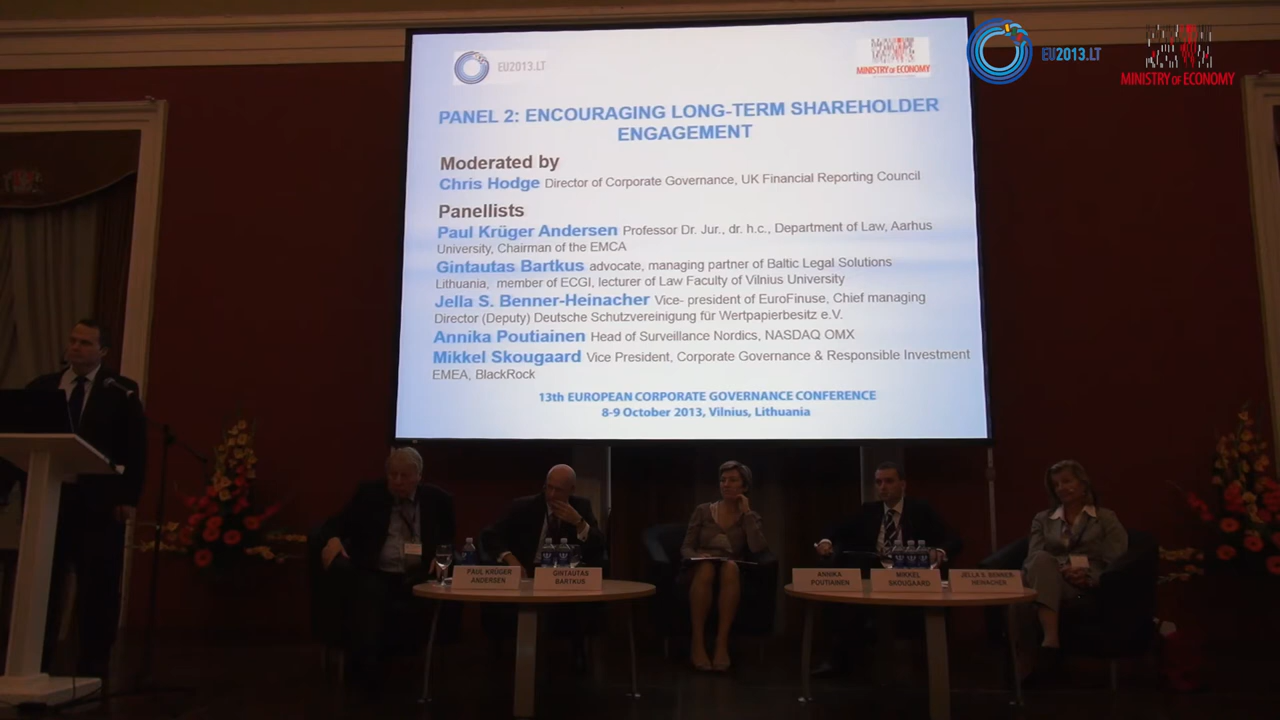 EU2013.LT
MINISTRY OF ECONOMY
EU2013.LT
MINISTRY OF ECONOMY
PANEL 2: ENCOURAGING LONG-TERM SHAREHOLDER
ENGAGEMENT
Moderated by
Chris Hodge Director of Corporate Governance, UK Financial Reporting Council
Panellists
Paul Krüger Andersen Professor Dr. Jur., dr. h.c., Department of Law, Aarhus
University, Chairman of the EMCA
Gintautas Bartkus advocate, managing partner of Baltic Legal Solutions
Lithuania, member of ECGI, lecturer of Law Faculty of Vilnius University
Jella S. Benner-Heinacher Vice- president of EuroFinuse, Chief managing
Director (Deputy) Deutsche Schutzvereinigung für Wertpapierbesitz e.V.
Annika Poutiainen Head of Surveillance Nordics, NASDAQ OMX
Mikkel Skougaard Vice President, Corporate Governance & Responsible Investment
EMEA, BlackRock
13th EUROPEAN CORPORATE GOVERNANCE CONFERENCE
8-9 October 2013, Vilnius, Lithuania
PAUL KRÜGER
ANDERSEN
GINTAUTAS
BARTKUS
ANNIKA
POUTIAINEN
MIKKEL
SKOUGAARD
JELLA S. BENNER-
HEINACHER